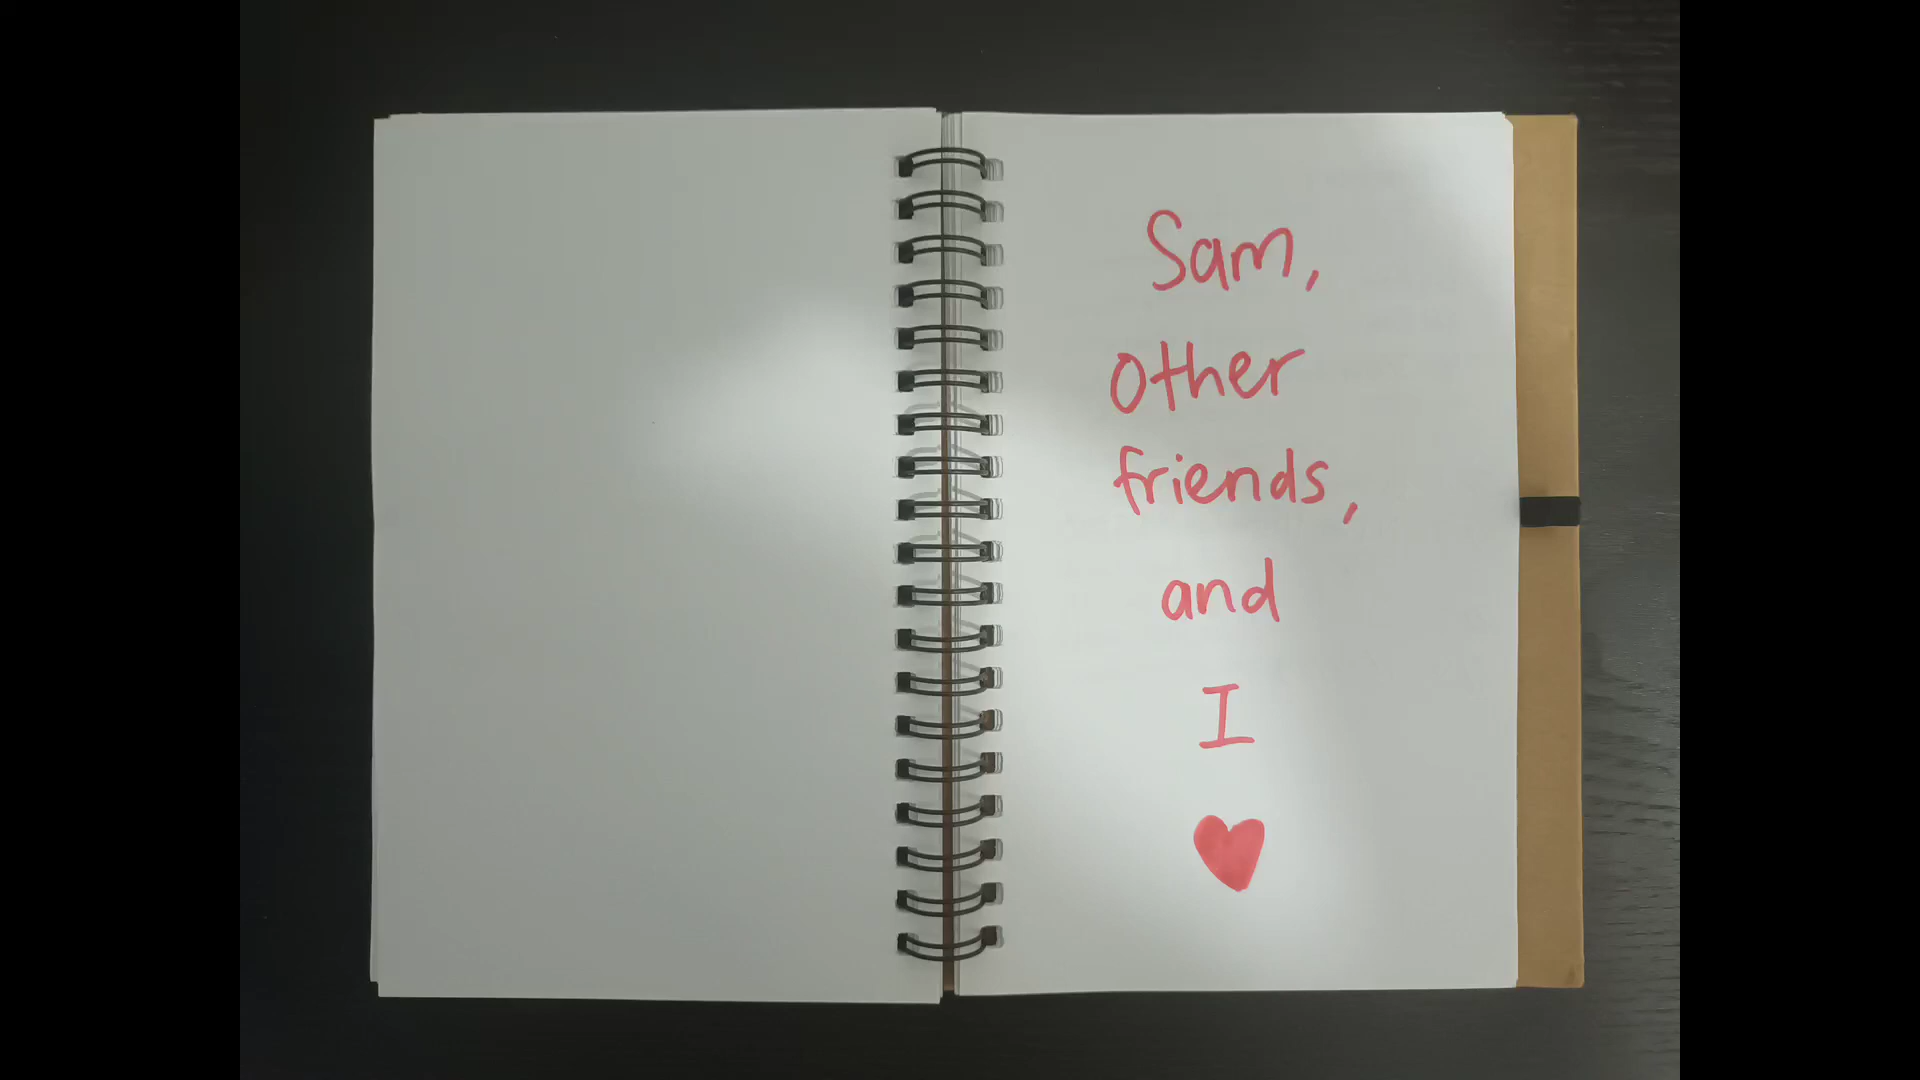 Sam,
other
friends,
and
I
♥